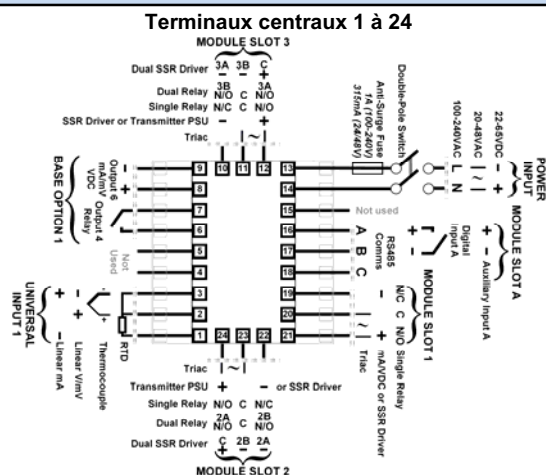 Terminaux centraux 1 à 24
MODULE SLOT 3
Dual SSR Driver 3A 3B C
– – +
Dual Relay 3B N/O C 3A N/O
Single Relay N/C C N/O
SSR Driver or Transmitter PSU – +
Triac | ~ |
9 10 11 12 13
8 14
7 15
6 16
5 17
4 18
3 19
2 20
1 24 23 22 21
BASE OPTION 1
Output 6 mA/mV VDC
– +
Output 4 Relay
Not Used
UNIVERSAL INPUT 1
+ – Linear mA
+ – Linear V/mV
– + Thermocouple
RTD
315mA (24/48V)
1A (100-240V)
Anti-Surge Fuse
Double-Pole Switch
100-240VAC
L N
20-48VAC
| ~ |
22-65VDC
– +
POWER INPUT
Not used
A B C
RS485 Comms
Digital Input A
+ – Auxiliary Input A
MODULE SLOT A
MODULE SLOT 1
N/C C N/O Single Relay
– + mA/VDC or SSR Driver
| ~ | Triac
Triac | ~ |
Transmitter PSU + – or SSR Driver
Single Relay N/O C N/C
Dual Relay 2A N/O C 2B N/O
Dual SSR Driver C 2B 2A
+ – –
MODULE SLOT 2